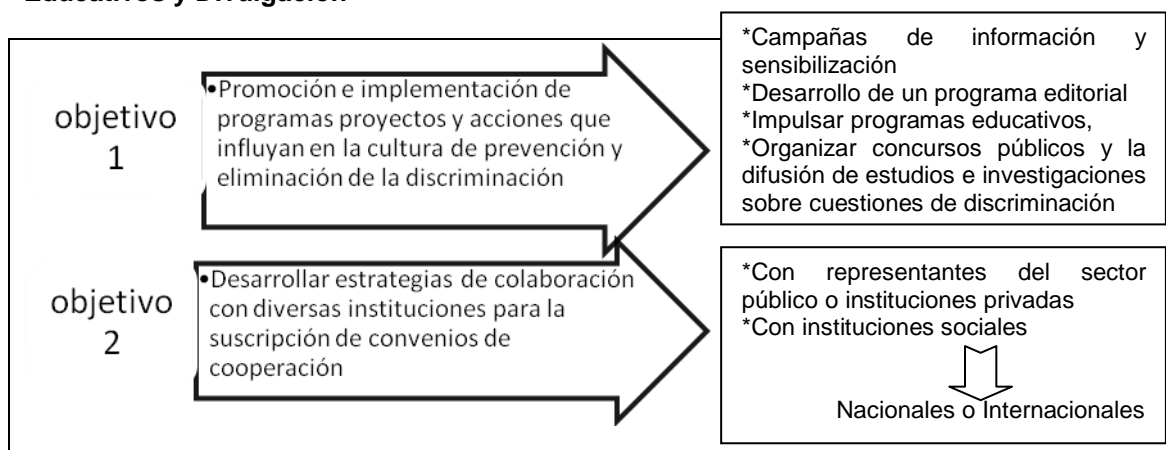 Educativos y Divulgación
objetivo
1
•Promoción e implementación de
programas proyectos y acciones que
influyan en la cultura de prevención y
eliminación de la discriminación
*Campañas de información y
sensibilización
*Desarrollo de un programa editorial
*Impulsar programas educativos,
*Organizar concursos públicos y la
difusión de estudios e investigaciones
sobre cuestiones de discriminación
objetivo
2
•Desarrollar estrategias de colaboración
con diversas instituciones para la
suscripción de convenios de
cooperación
*Con representantes del sector
público o instituciones privadas
*Con instituciones sociales
Nacionales o Internacionales